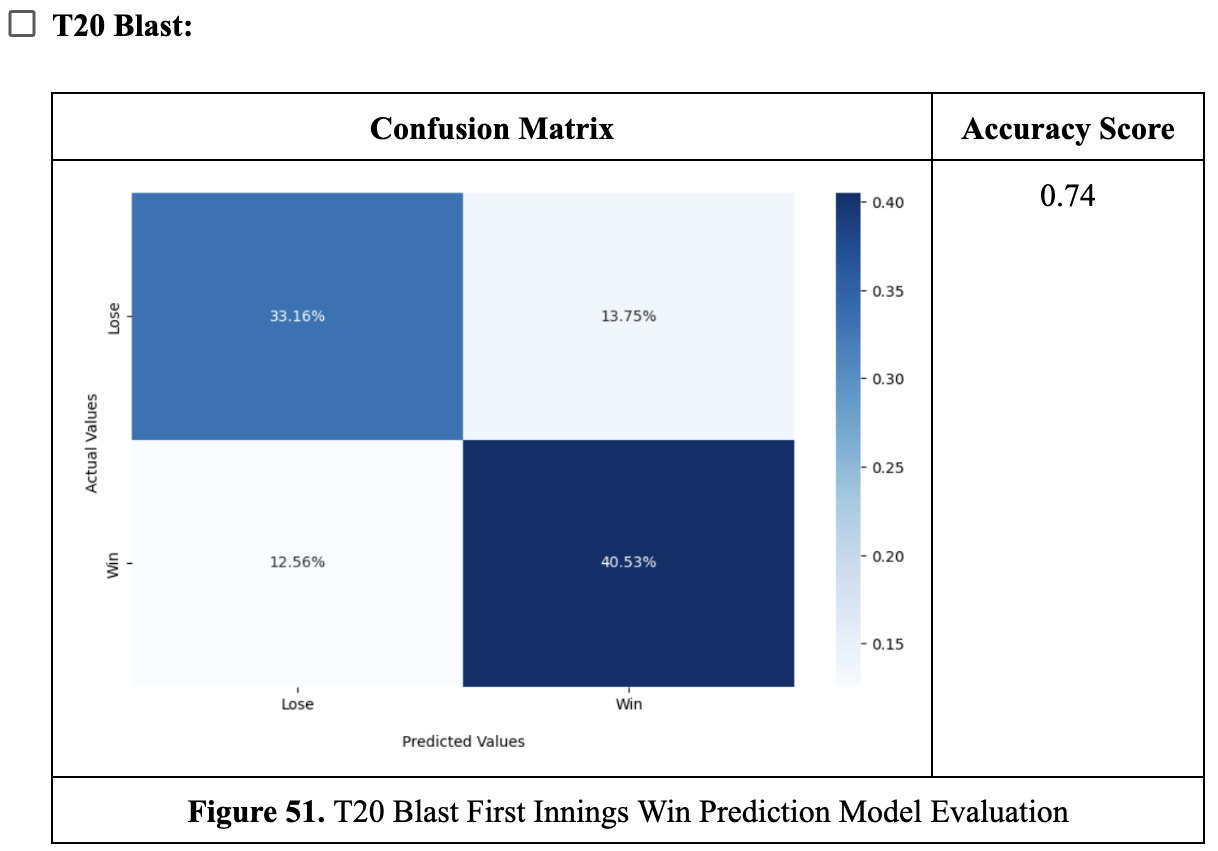 T20 Blast:
Confusion Matrix
Accuracy Score
0.74
33.16%
13.75%
12.56%
40.53%
Lose
Win
Actual Values
Lose
Win
Predicted Values
0.40
0.35
0.30
0.25
0.20
0.15
Figure 51. T20 Blast First Innings Win Prediction Model Evaluation